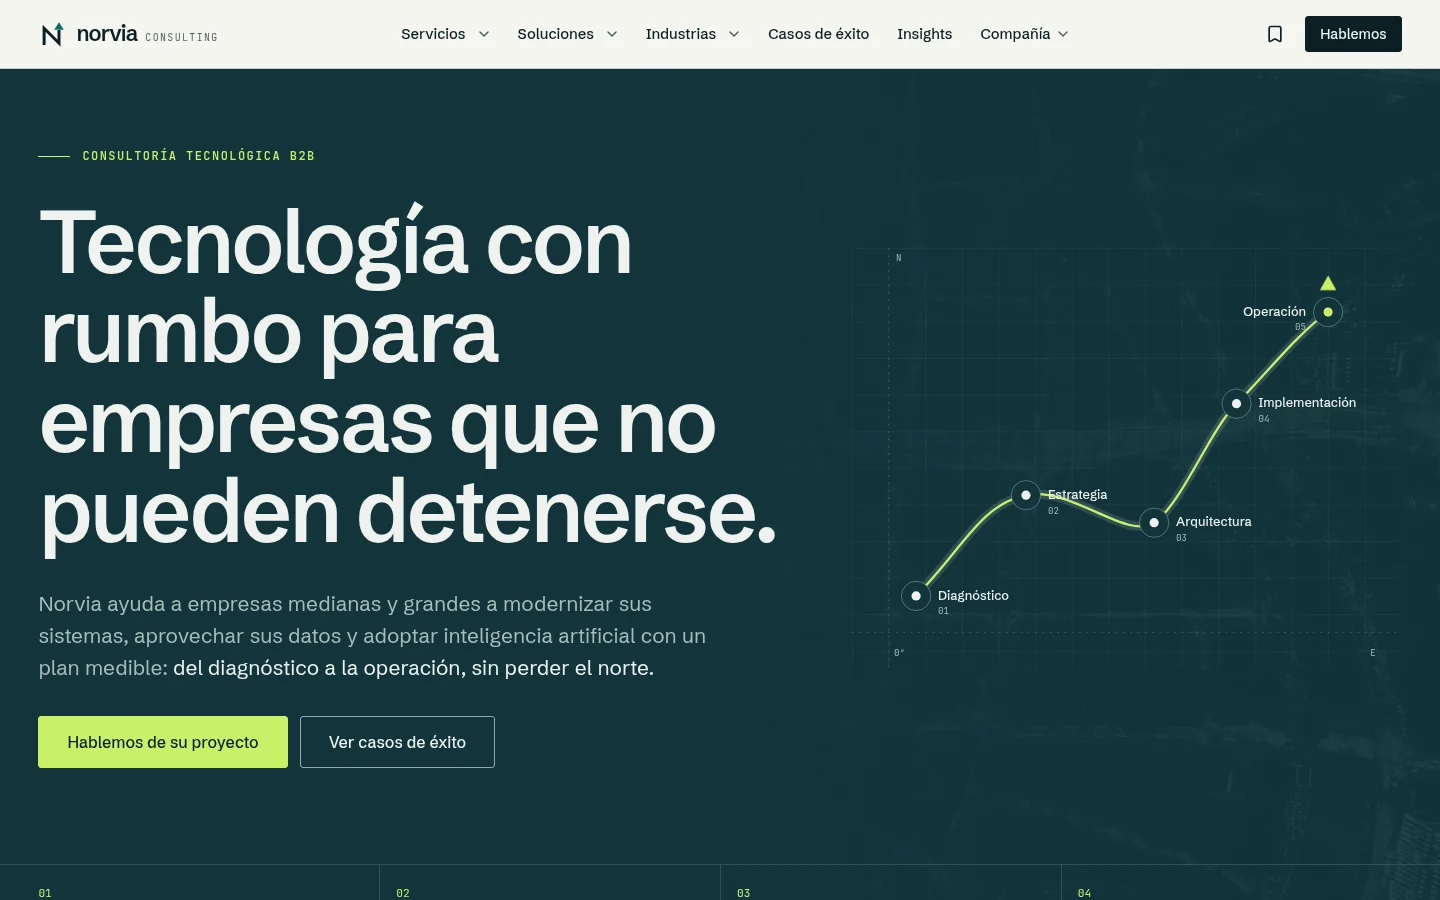 norvia CONSULTING
Servicios
Soluciones
Industrias
Casos de éxito
Insights
Compañía
Hablemos
CONSULTORÍA TECNOLÓGICA B2B
Tecnología con
rumbo para
empresas que no
pueden detenerse.
Norvia ayuda a empresas medianas y grandes a modernizar sus
sistemas, aprovechar sus datos y adoptar inteligencia artificial con un
plan medible: del diagnóstico a la operación, sin perder el norte.
Hablemos de su proyecto
Ver casos de éxito
N
Operación
05
Implementación
04
Estrategia
02
Arquitectura
03
Diagnóstico
01
0°
E
01
02
03
04